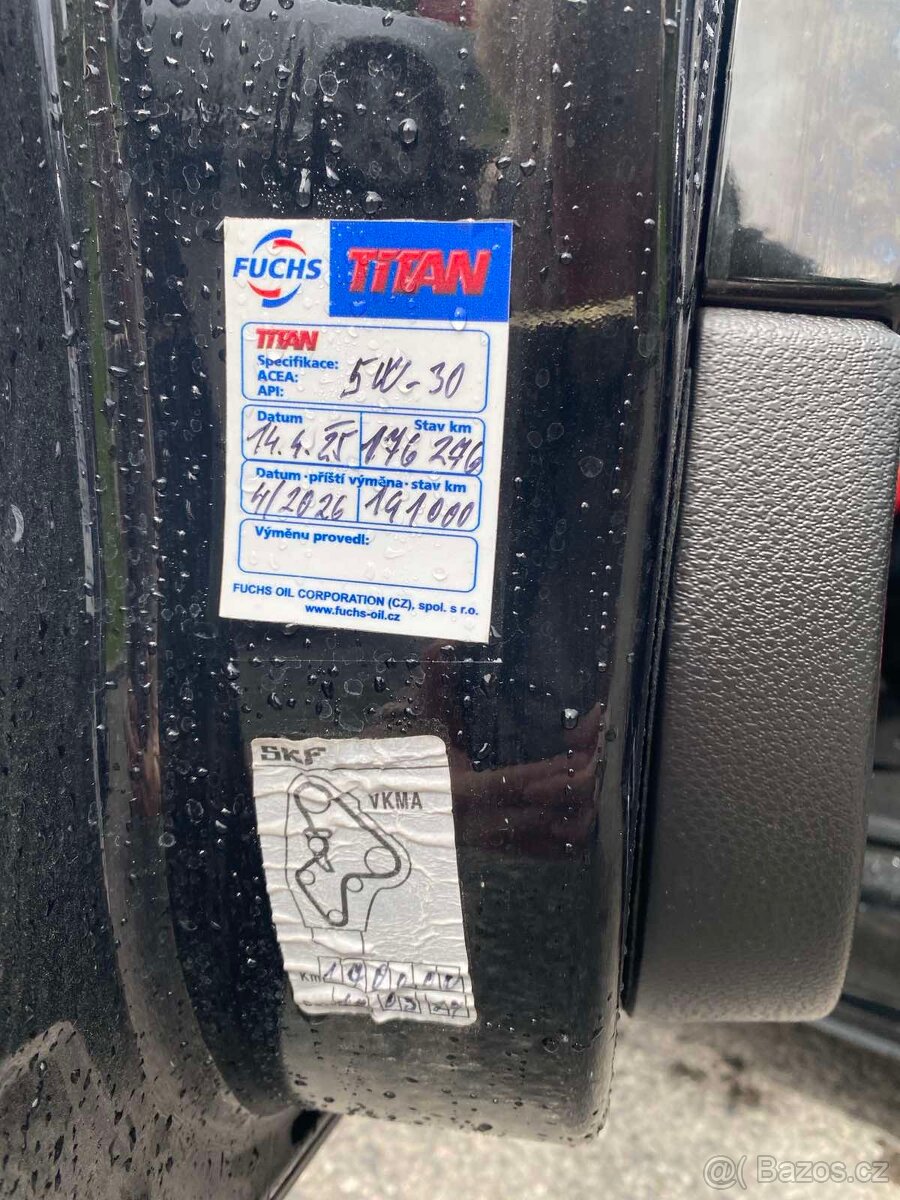 FUCHS TITAN
TITAN
Specifikace:
ACEA: 5W-30
API:
Datum Stav km
14.4.25 176 276
Datum·příští výměna·stav km
4/2026 191000
Výměnu provedl:
FUCHS OIL CORPORATION (CZ), spol. s r.o.
www.fuchs-oil.cz
SKF
VKMA
Km
@( Bazos.cz